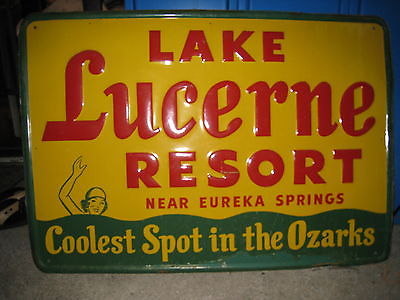 LAKE
Lucerne
RESORT
NEAR EUREKA SPRINGS
Coolest Spot in the Ozarks